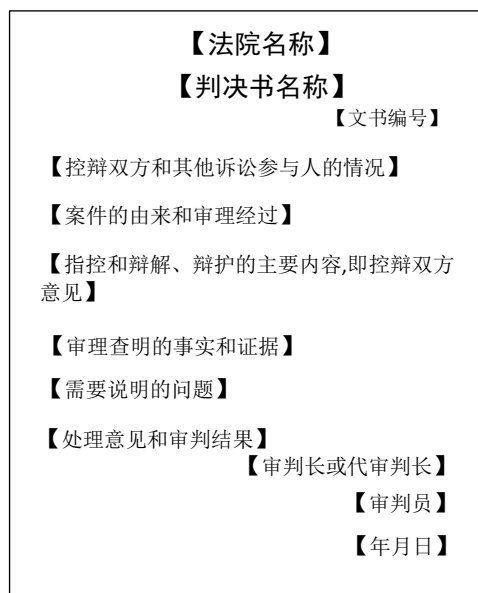 【法院名称】
【判决书名称】
【文书编号】
【控辩双方和其他诉讼参与人的情况】
【案件的由来和审理经过】
【指控和辩解、辩护的主要内容,即控辩双方
意见】
【审理查明的事实和证据】
【需要说明的问题】
【处理意见和审判结果】
【审判长或代审判长】
【审判员】
【年月日】